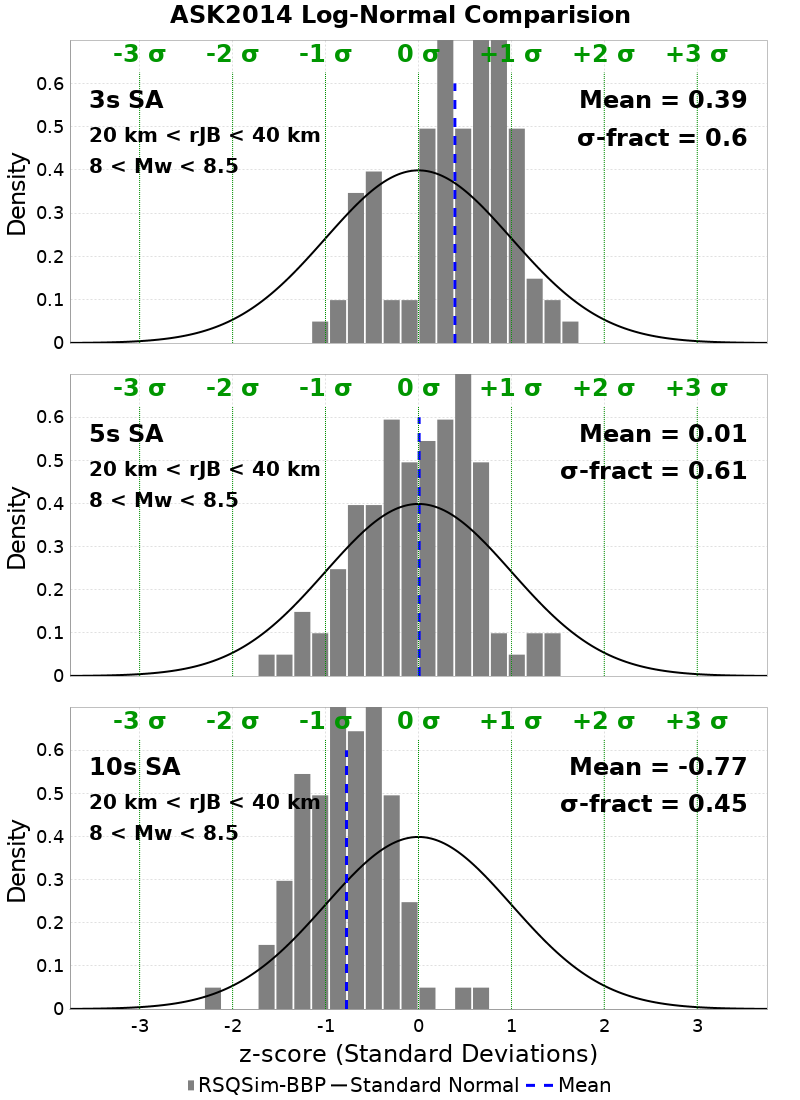 ASK2014 Log-Normal Comparision
-3 σ -2 σ -1 σ 0 σ +1 σ +2 σ +3 σ
3s SA
20 km < rJB < 40 km
8 < Mw < 8.5
Mean = 0.39
σ-fract = 0.6
Density
0.6
0.5
0.4
0.3
0.2
0.1
0
-3 σ -2 σ -1 σ 0 σ +1 σ +2 σ +3 σ
5s SA
20 km < rJB < 40 km
8 < Mw < 8.5
Mean = 0.01
σ-fract = 0.61
Density
0.6
0.5
0.4
0.3
0.2
0.1
0
-3 σ -2 σ -1 σ 0 σ +1 σ +2 σ +3 σ
10s SA
20 km < rJB < 40 km
8 < Mw < 8.5
Mean = -0.77
σ-fract = 0.45
Density
0.6
0.5
0.4
0.3
0.2
0.1
0
-3 -2 -1 0 1 2 3
z-score (Standard Deviations)
RSQSim-BBP Standard Normal Mean